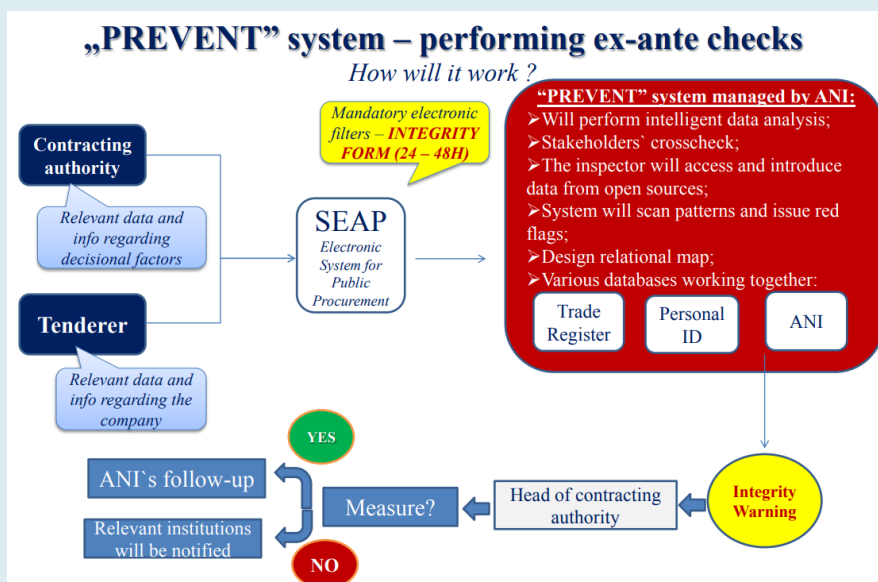 „PREVENT” system – performing ex-ante checks
How will it work ?
Contracting
authority
Relevant data and
info regarding
decisional factors
Tenderer
Relevant data and
info regarding the
company
Mandatory electronic
filters – INTEGRITY
FORM (24 – 48H)
SEAP
Electronic
System for
Public
Procurement
“PREVENT” system managed by ANI:
➢Will perform intelligent data analysis;
➢Stakeholders` crosscheck;
➢The inspector will access and introduce
data from open sources;
➢System will scan patterns and issue red
flags;
➢Design relational map;
➢Various databases working together:
Trade
Register
Personal
ID
ANI
Integrity
Warning
Head of contracting
authority
Measure?
YES
ANI`s follow-up
Relevant institutions
will be notified
NO